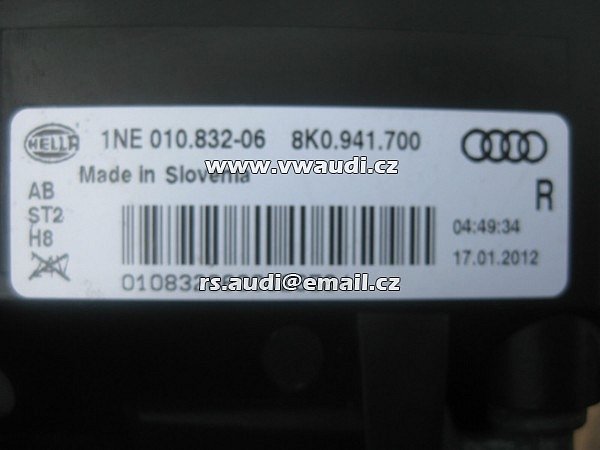 HELLA
1NE 010.832-06 8K0.941.700
www.vwaudi.cz
Made in Slovenia
AB
ST2
H8
R
04:49:34
17.01.2012
rs.audi@email.cz